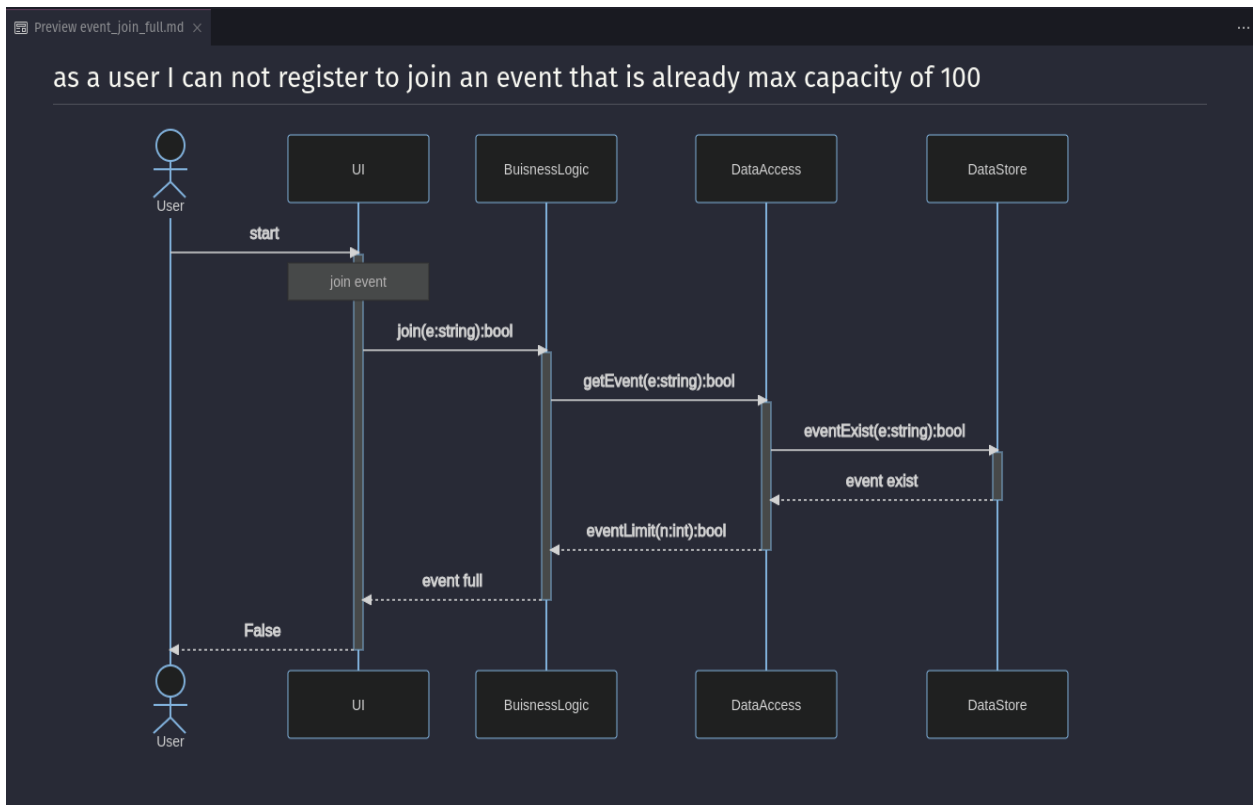 Preview event_join_full.md
as a user I can not register to join an event that is already max capacity of 100
User
UI
BuisnessLogic
DataAccess
DataStore
start
join event
join(e:string):bool
getEvent(e:string):bool
eventExist(e:string):bool
event exist
eventLimit(n:int):bool
event full
False
User
UI
BuisnessLogic
DataAccess
DataStore